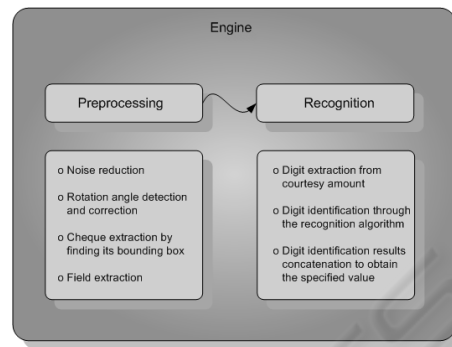 Engine
Preprocessing
Recognition
o Noise reduction
o Rotation angle detection
and correction
o Cheque extraction by
finding its bounding box
o Field extraction
o Digit extraction from
courtesy amount
o Digit identification through
the recognition algorithm
o Digit identification results
concatenation to obtain
the specified value